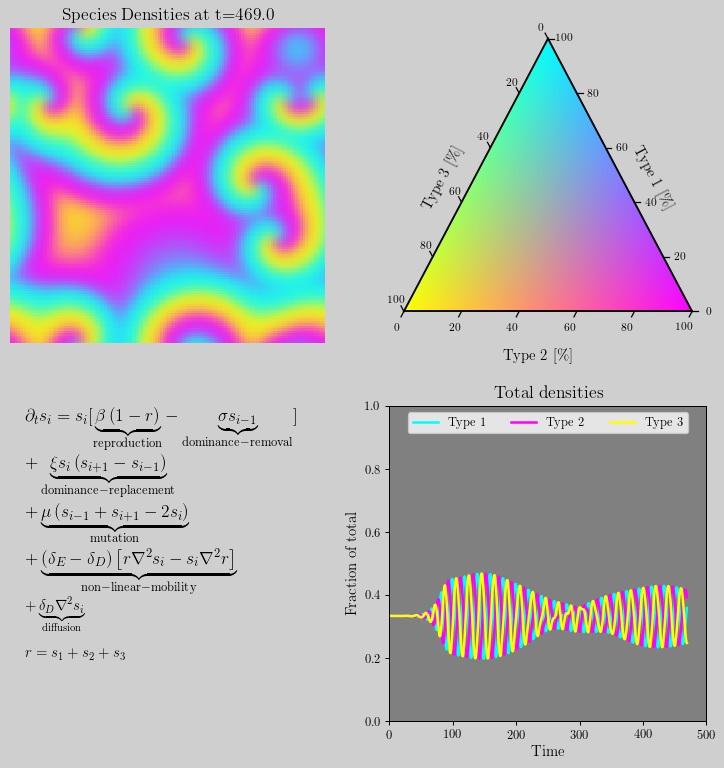 Species Densities at t=469.0
0
100
20
80
40
60
Type 3 [%]
Type 1 [%]
60
40
80
20
100
0
0
20
40
60
80
100
Type 2 [%]
∂ₜsᵢ = sᵢ[ β (1 − r) − σsᵢ₋₁ ]
reproduction dominance−removal
+ ξsᵢ (sᵢ₊₁ − sᵢ₋₁)
dominance−replacement
+ μ (sᵢ₋₁ + sᵢ₊₁ − 2sᵢ)
mutation
+ (δ_E − δ_D) [r∇²sᵢ − sᵢ∇²r]
non−linear−mobility
+ δ_D∇²sᵢ
diffusion
r = s₁ + s₂ + s₃
Total densities
Type 1 Type 2 Type 3
1.0
0.8
0.6
0.4
0.2
0.0
Fraction of total
0 100 200 300 400 500
Time